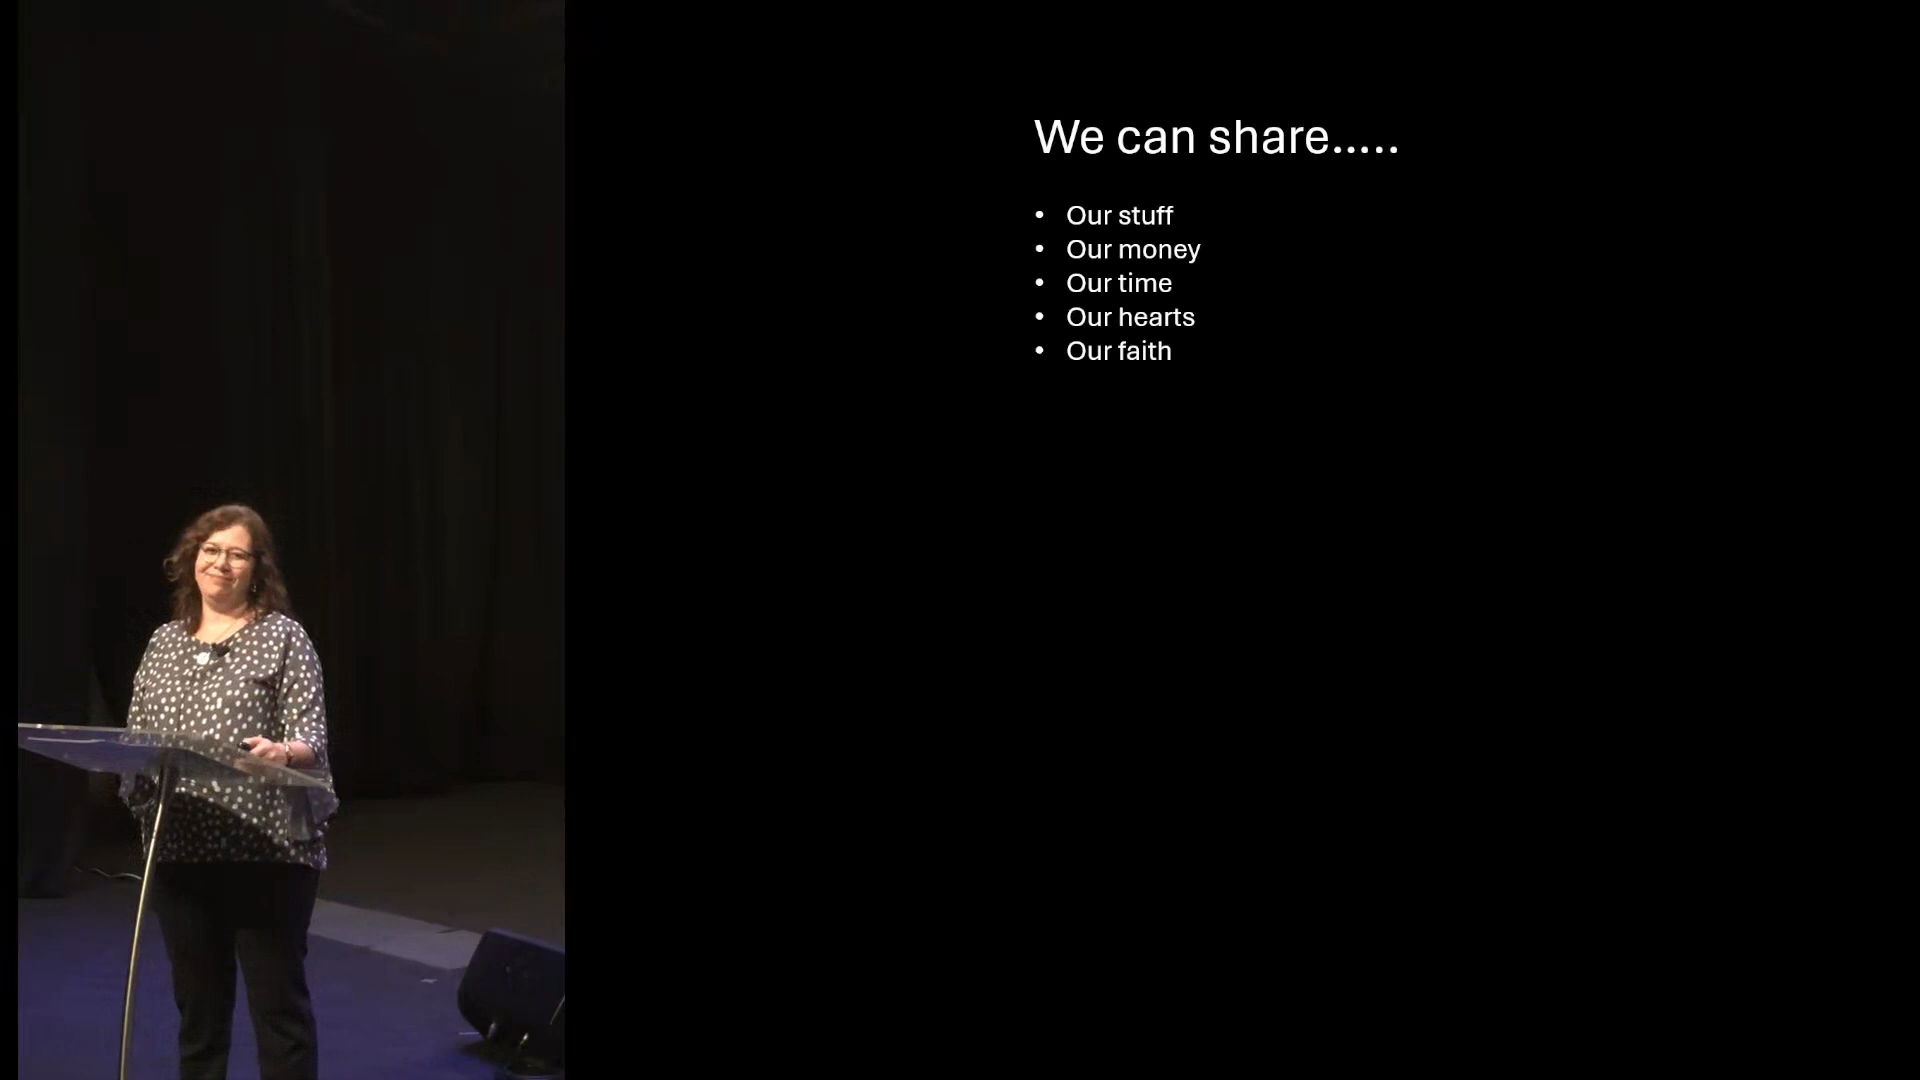 We can share.....
• Our stuff
• Our money
• Our time
• Our hearts
• Our faith